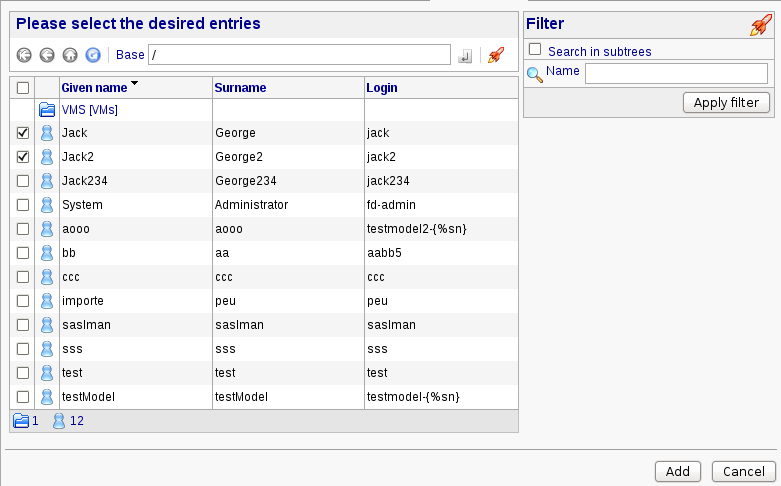 Please select the desired entries
Base /
Given name Surname Login
VMS [VMs]
Jack George jack
Jack2 George2 jack2
Jack234 George234 jack234
System Administrator fd-admin
aooo aooo testmodel2-{%sn}
bb aa aabb5
ccc ccc ccc
importe peu peu
saslman saslman saslman
sss sss sss
test test test
testModel testModel testmodel-{%sn}
1 12
Filter
Search in subtrees
Name
Apply filter
Add Cancel